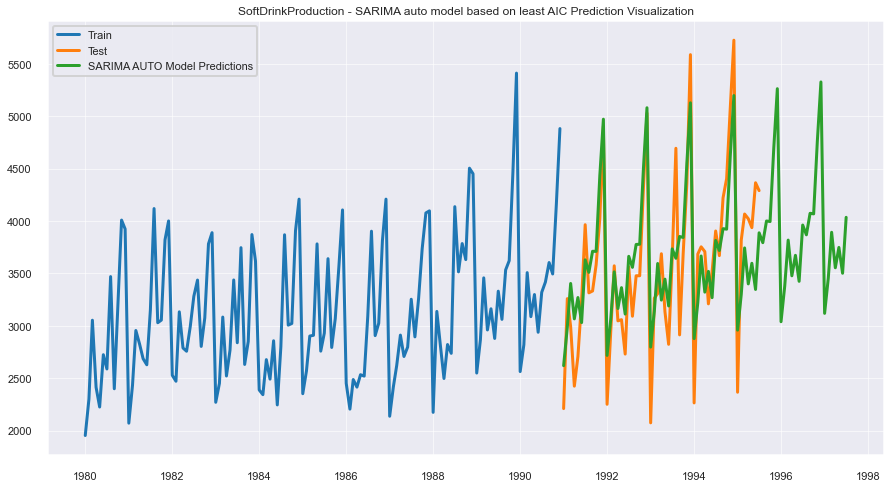 SoftDrinkProduction - SARIMA auto model based on least AIC Prediction Visualization
Train
Test
SARIMA AUTO Model Predictions
5500
5000
4500
4000
3500
3000
2500
2000
1980 1982 1984 1986 1988 1990 1992 1994 1996 1998